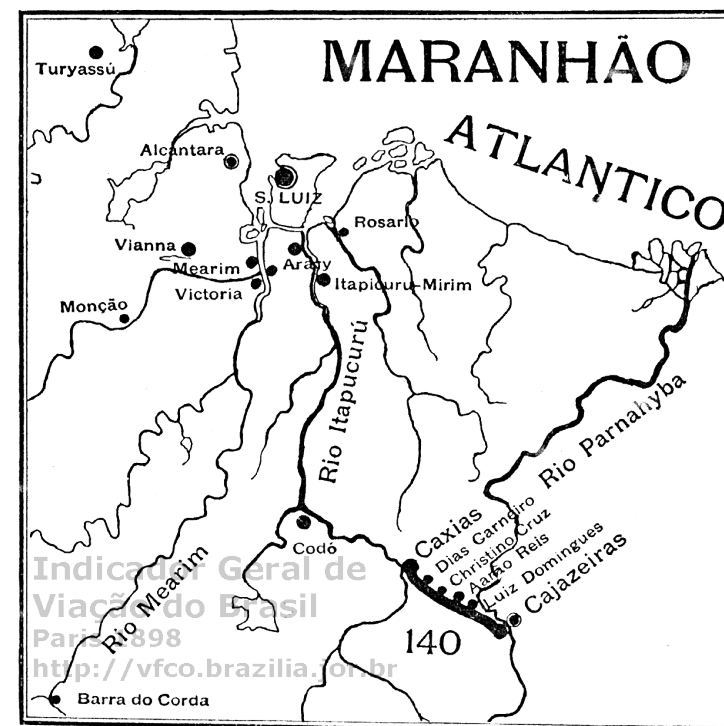 MARANHÃO
Turyassú
ATLANTICO
Alcantara
S. LUIZ
Rosario
Vianna
Mearim
Arary
Victoria
Itapicuru-Mirim
Monção
Rio Itapucurú
Rio Parnahyba
Caxias
Dias Carneiro
Christino Cruz
Aarão Reis
Luiz Domingues
Cajazeiras
Codó
Rio Mearim
140
Barra do Corda
Indicador Geral de
Viação do Brasil
Paris 1898
http://vfco.brazilia.jor.br